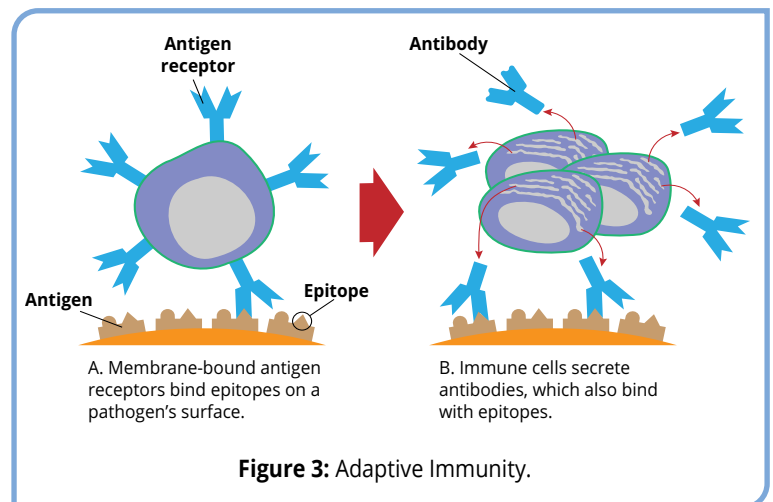 Antigen
receptor
Antibody
Antigen
Epitope
A. Membrane-bound antigen
receptors bind epitopes on a
pathogen’s surface.
B. Immune cells secrete
antibodies, which also bind
with epitopes.
Figure 3: Adaptive Immunity.